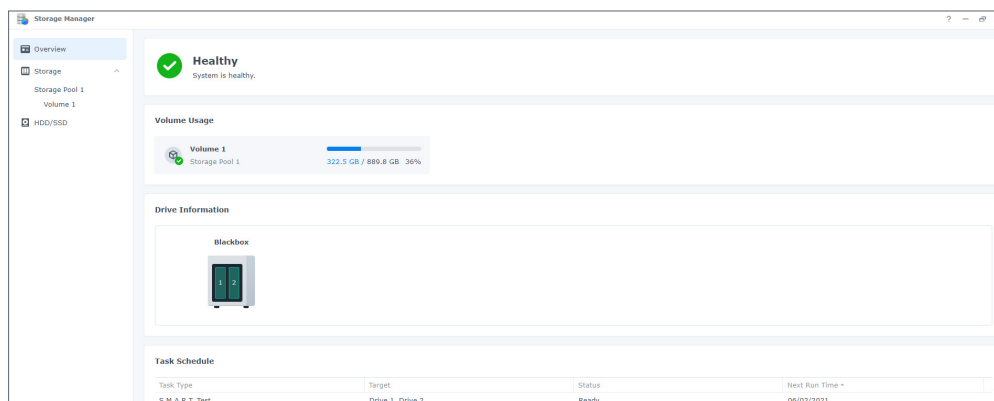 Storage Manager
?
Overview
Storage
Storage Pool 1
Volume 1
HDD/SSD
Healthy
System is healthy.
Volume Usage
Volume 1
Storage Pool 1
322.5 GB / 889.8 GB 36%
Drive Information
Blackbox
1 2
Task Schedule
Task Type Target Status Next Run Time
S.M.A.R.T. Test Drive 1, Drive 2 Ready 06/03/2021